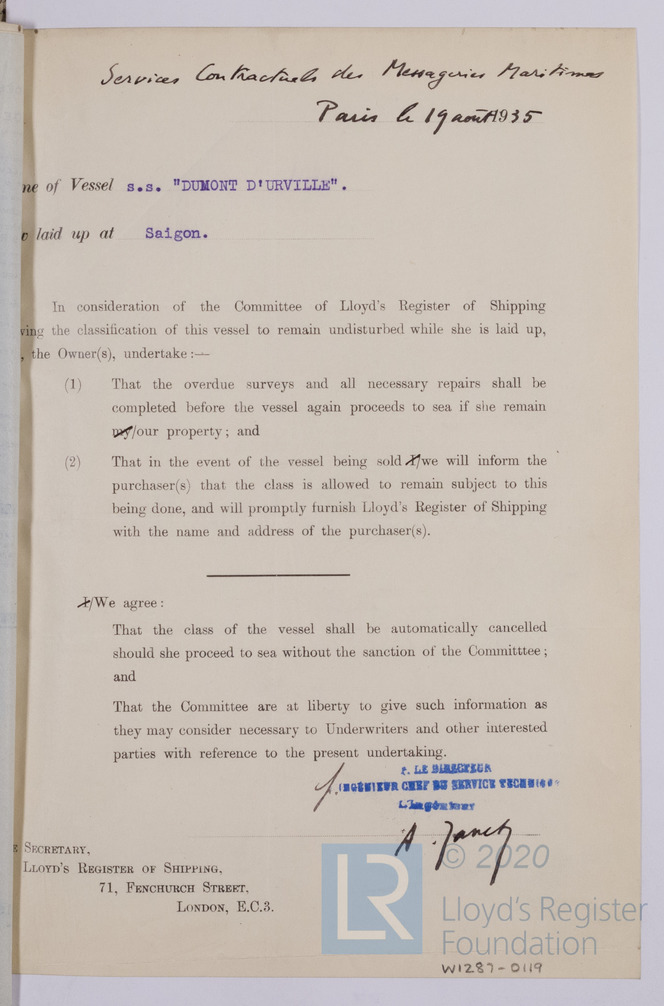 Services Contractuels des Messageries Maritimes
Paris le 19 août 1935
ne of Vessel s.s. "DUMONT D'URVILLE".
laid up at Saigon.
In consideration of the Committee of Lloyd's Register of Shipping
ving the classification of this vessel to remain undisturbed while she is laid up,
, the Owner(s), undertake :—
(1) That the overdue surveys and all necessary repairs shall be
completed before the vessel again proceeds to sea if she remain
my/our property ; and
(2) That in the event of the vessel being sold I/we will inform the
purchaser(s) that the class is allowed to remain subject to this
being done, and will promptly furnish Lloyd's Register of Shipping
with the name and address of the purchaser(s).
I/We agree :
That the class of the vessel shall be automatically cancelled
should she proceed to sea without the sanction of the Committtee ;
and
That the Committee are at liberty to give such information as
they may consider necessary to Underwriters and other interested
parties with reference to the present undertaking.
P. LE DIRECTEUR
INGÉNIEUR CHEF DU SERVICE TECHNIQUE
L'Ingénieur
E SECRETARY,
LLOYD'S REGISTER OF SHIPPING,
71, FENCHURCH STREET,
LONDON, E.C.3.
LR
© 2020
Lloyd's Register
Foundation
W1287-0119